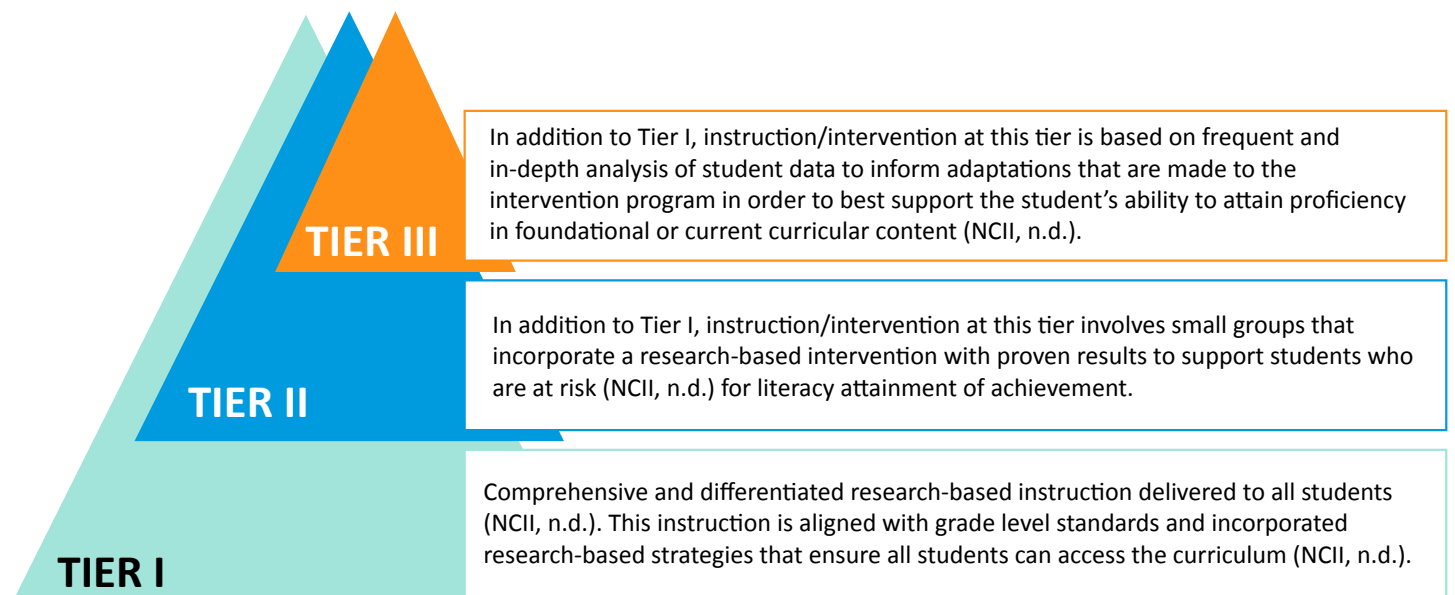 In addition to Tier I, instruction/intervention at this tier is based on frequent and
in-depth analysis of student data to inform adaptations that are made to the
intervention program in order to best support the student’s ability to attain proficiency
in foundational or current curricular content (NCII, n.d.).
TIER III
In addition to Tier I, instruction/intervention at this tier involves small groups that
incorporate a research-based intervention with proven results to support students who
are at risk (NCII, n.d.) for literacy attainment of achievement.
TIER II
Comprehensive and differentiated research-based instruction delivered to all students
(NCII, n.d.). This instruction is aligned with grade level standards and incorporated
research-based strategies that ensure all students can access the curriculum (NCII, n.d.).
TIER I